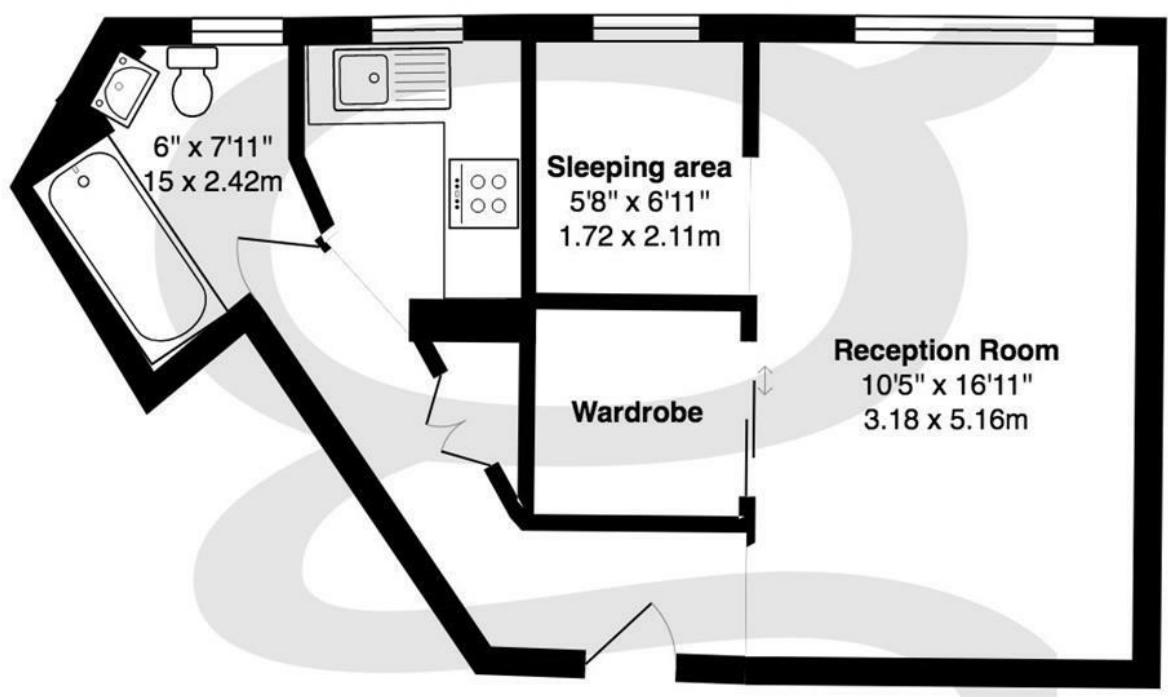 6" x 7'11"
15 x 2.42m
Sleeping area
5'8" x 6'11"
1.72 x 2.11m
Reception Room
10'5" x 16'11"
3.18 x 5.16m
Wardrobe